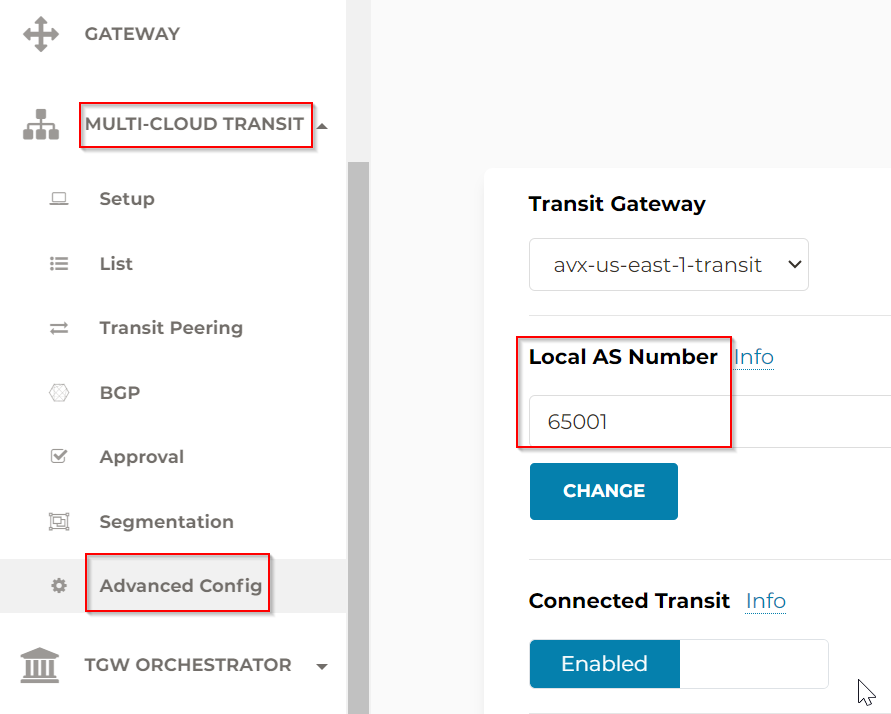 GATEWAY
MULTI-CLOUD TRANSIT
Setup
List
Transit Peering
BGP
Approval
Segmentation
Advanced Config
TGW ORCHESTRATOR
Transit Gateway
avx-us-east-1-transit
Local AS Number Info
65001
CHANGE
Connected Transit Info
Enabled